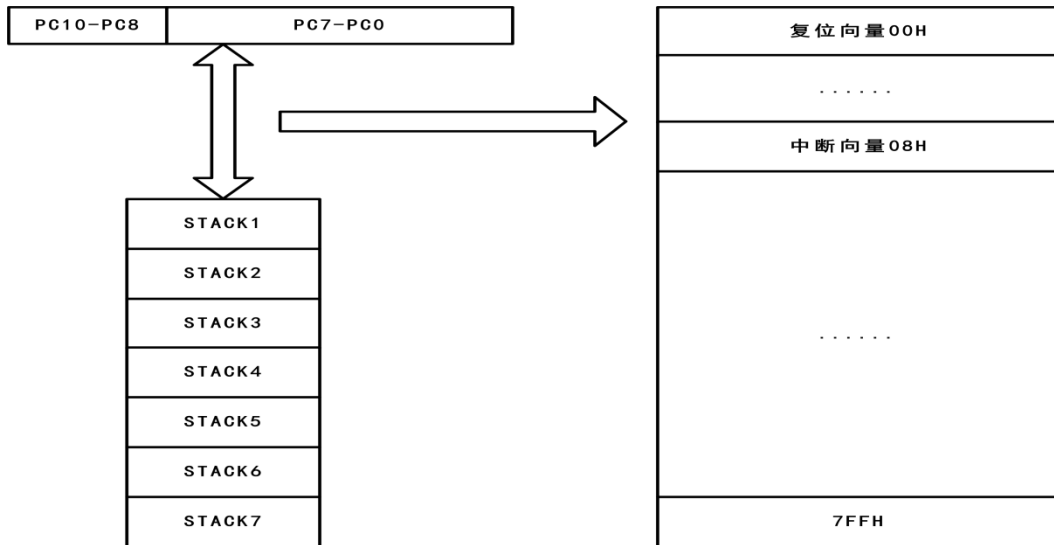 PC10-PC8
PC7-PC0
STACK1
STACK2
STACK3
STACK4
STACK5
STACK6
STACK7
复位向量00H
......
中断向量08H
......
7FFH